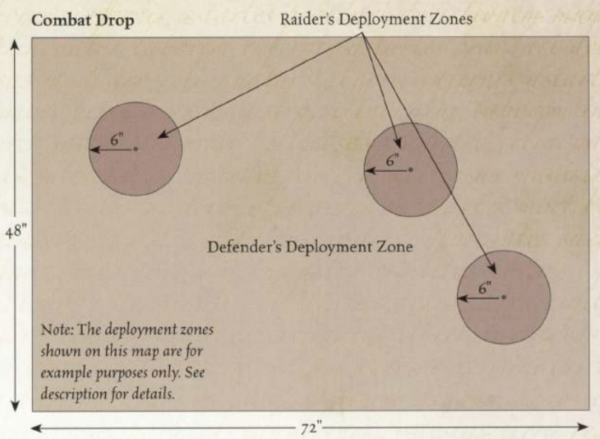 Combat Drop
Raider's Deployment Zones
6"
6"
48"
Defender's Deployment Zone
6"
Note: The deployment zones
shown on this map are for
example purposes only. See
description for details.
72"